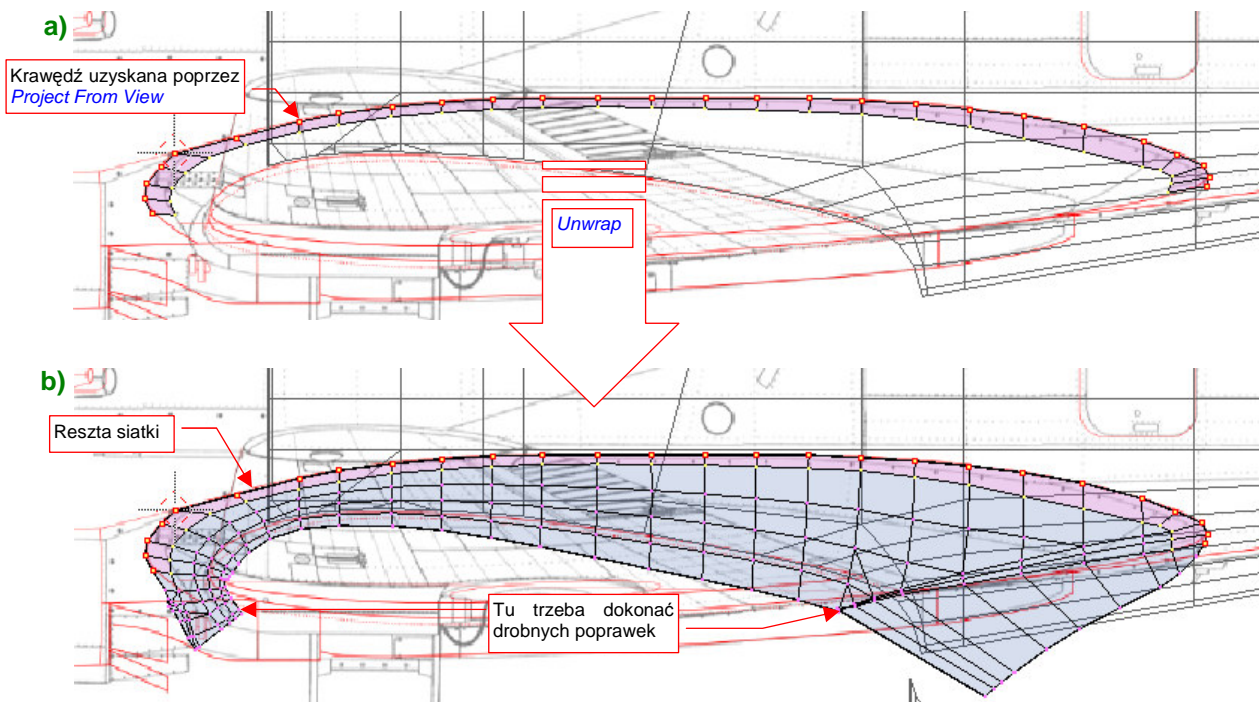 a)
Krawędź uzyskana poprzez
Project From View
Unwrap
b)
Reszta siatki
Tu trzeba dokonać
drobnych poprawek